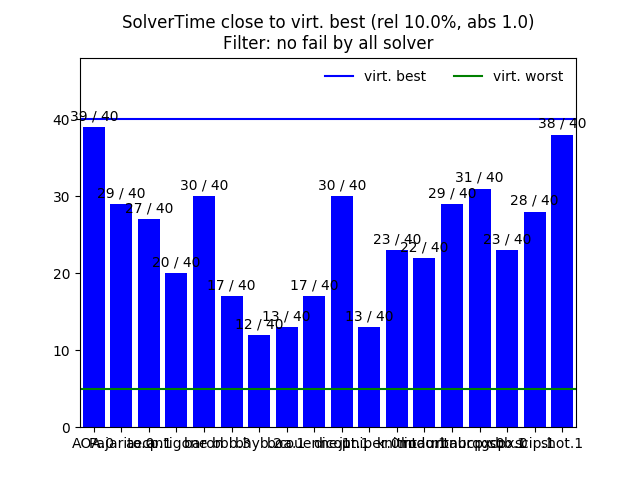 SolverTime close to virt. best (rel 10.0%, abs 1.0)
Filter: no fail by all solver
virt. best
virt. worst
39 / 40
29 / 40
27 / 40
20 / 40
30 / 40
17 / 40
12 / 40
13 / 40
17 / 40
30 / 40
13 / 40
23 / 40
22 / 40
29 / 40
31 / 40
23 / 40
28 / 40
38 / 40
40
30
20
10
0
shot.1